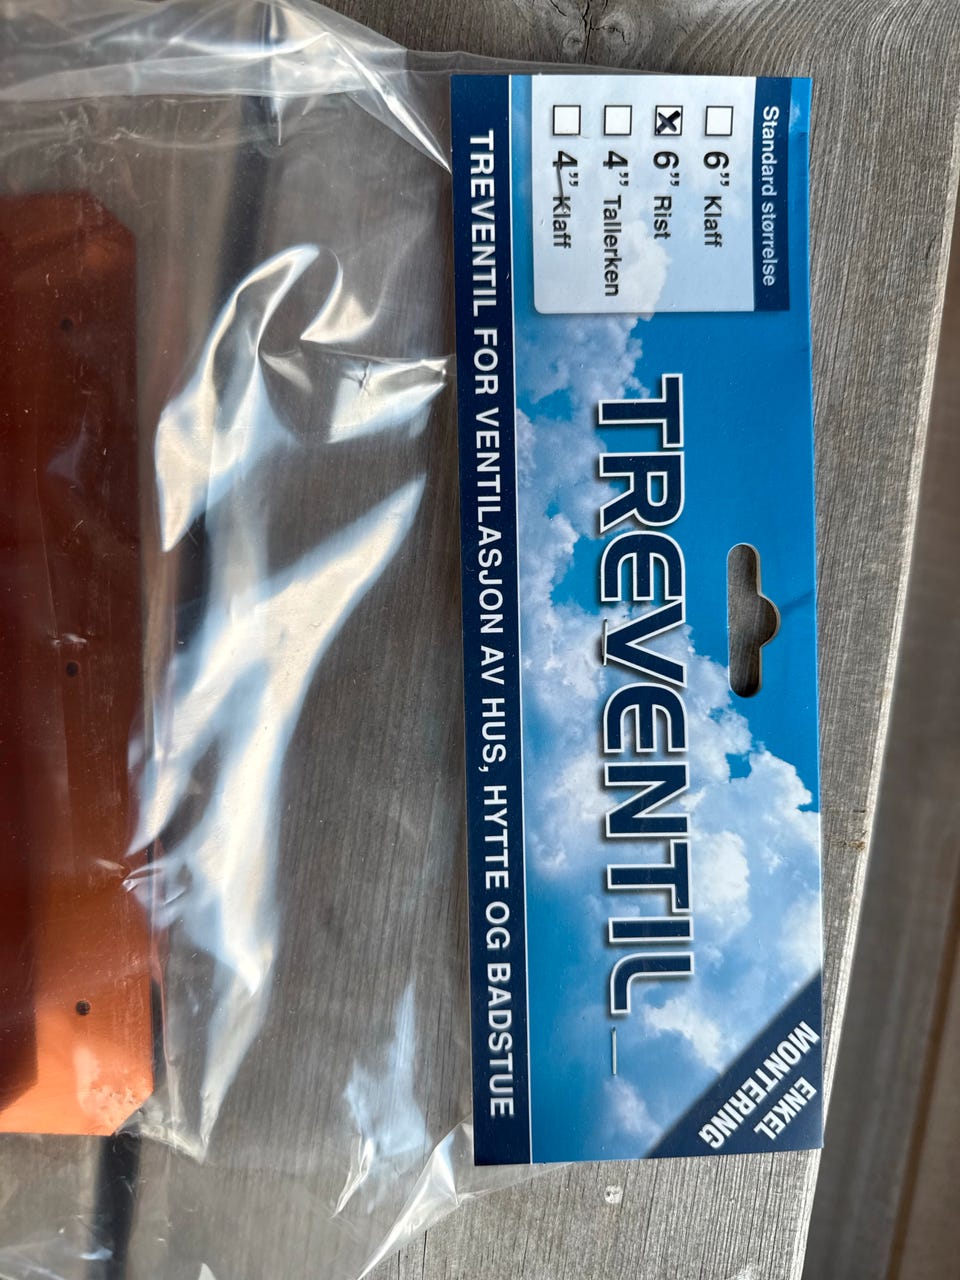 Standard størrelse
6” Klaff
6” Rist
4” Tallerken
4” Klaff
TREVENTIL
ENKEL
MONTERING
TREVENTIL FOR VENTILASJON AV HUS, HYTTE OG BADSTUE